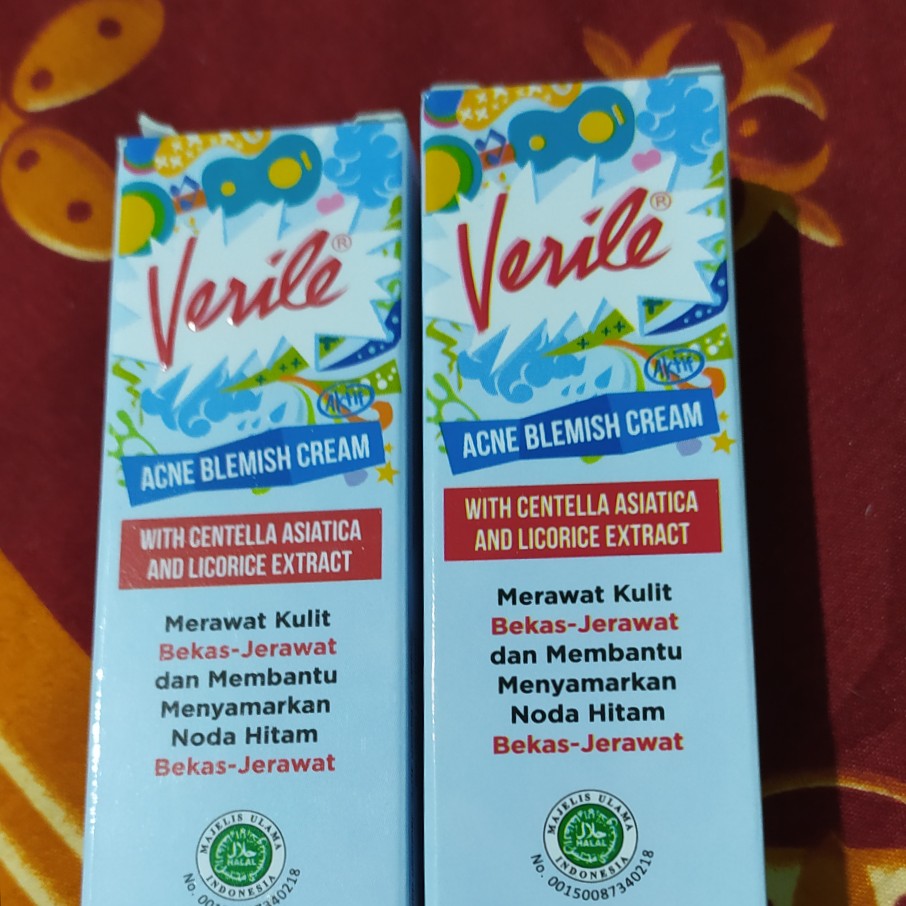 Verile®
Aktif
ACNE BLEMISH CREAM
WITH CENTELLA ASIATICA
AND LICORICE EXTRACT
Merawat Kulit
Bekas-Jerawat
dan Membantu
Menyamarkan
Noda Hitam
Bekas-Jerawat
MAJELIS ULAMA
حلال
HALAL
INDONESIA
Verile®
Aktif
ACNE BLEMISH CREAM
WITH CENTELLA ASIATICA
AND LICORICE EXTRACT
Merawat Kulit
Bekas-Jerawat
dan Membantu
Menyamarkan
Noda Hitam
Bekas-Jerawat
MAJELIS ULAMA
حلال
HALAL
INDONESIA
No. 00150087340218